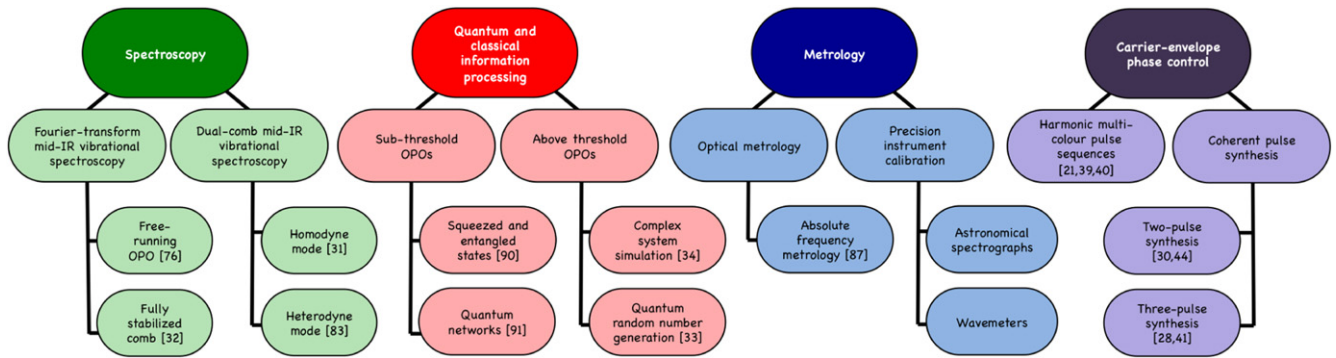 Spectroscopy
Fourier-transform
mid-IR vibrational
spectroscopy
Dual-comb mid-IR
vibrational
spectroscopy
Free-
running
OPO [76]
Fully
stabilized
comb [32]
Homodyne
mode [31]
Heterodyne
mode [83]
Quantum and
classical
information
processing
Sub-threshold
OPOs
Above threshold
OPOs
Squeezed and
entangled
states [90]
Quantum
networks [91]
Complex
system
simulation [34]
Quantum
random number
generation [33]
Metrology
Optical metrology
Precision
instrument
calibration
Absolute
frequency
metrology [87]
Astronomical
spectrographs
Wavemeters
Carrier-envelope
phase control
Harmonic multi-
colour pulse
sequences
[21,39,40]
Coherent pulse
synthesis
Two-pulse
synthesis
[30,44]
Three-pulse
synthesis
[28,41]